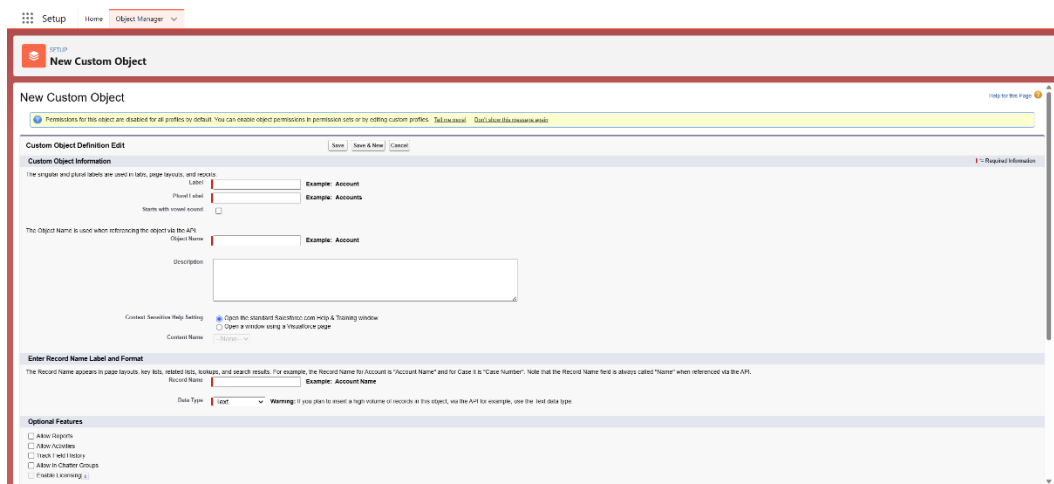 Setup Home Object Manager
SETUP
New Custom Object
New Custom Object
Help for this Page
Permissions for this object are disabled for all profiles by default. You can enable object permissions in permission sets or by editing custom profiles. Tell me more! Don't show this message again
Custom Object Definition Edit Save Save & New Cancel
Custom Object Information = Required Information
The singular and plural labels are used in tabs, page layouts, and reports.
Label Example: Account
Plural Label Example: Accounts
Starts with vowel sound
The Object Name is used when referencing the object via the API.
Object Name Example: Account
Description
Context-Sensitive Help Setting Open the standard Salesforce.com Help & Training window
Open a window using a Visualforce page
Content Name --None--
Enter Record Name Label and Format
The Record Name appears in page layouts, key lists, related lists, lookups, and search results. For example, the Record Name for Account is "Account Name" and for Case it is "Case Number". Note that the Record Name field is always called "Name" when referenced via the API.
Record Name Example: Account Name
Data Type Text Warning: If you plan to insert a high volume of records in this object, via the API for example, use the Text data type.
Optional Features
Allow Reports
Allow Activities
Track Field History
Allow in Chatter Groups
Enable Licensing